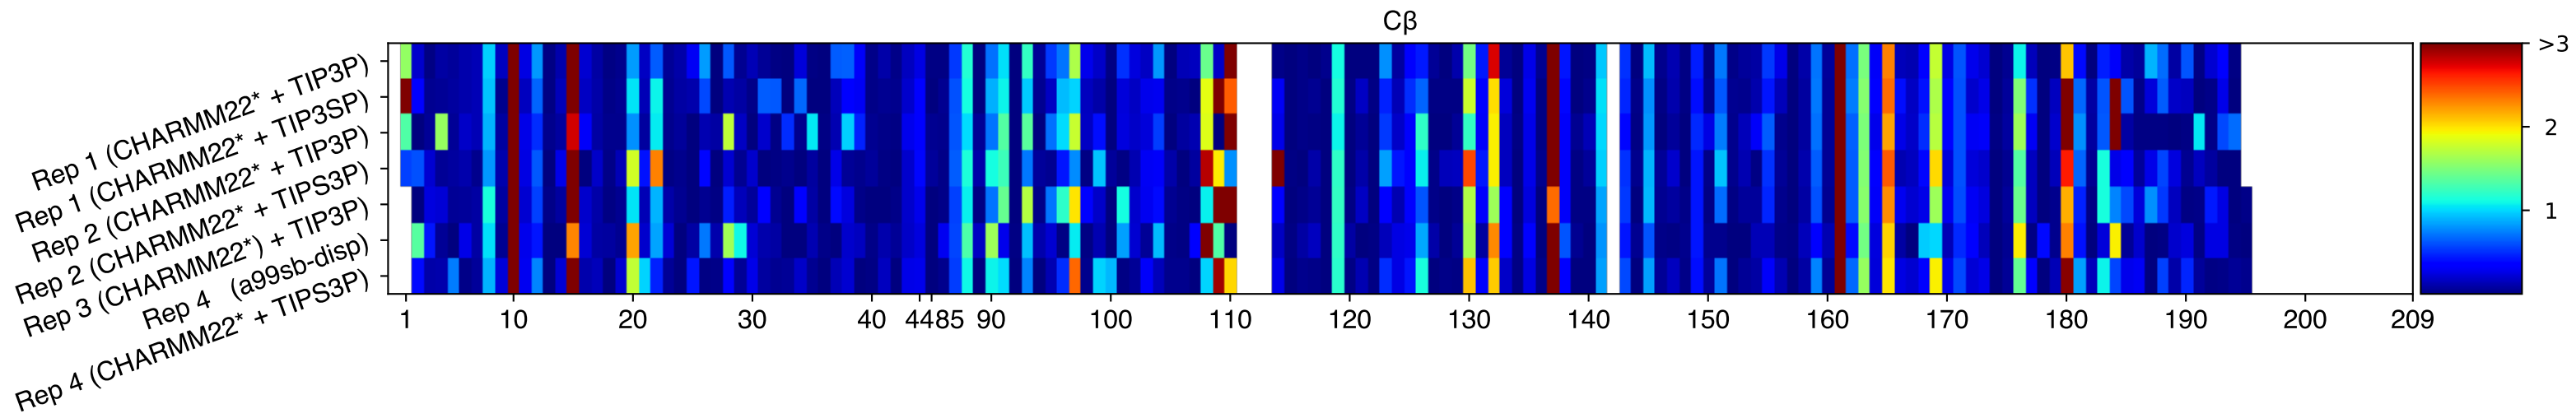 Cβ
Rep 1 (CHARMM22* + TIP3P)
Rep 1 (CHARMM22* + TIP3SP)
Rep 2 (CHARMM22* + TIP3P)
Rep 2 (CHARMM22* + TIPS3P)
Rep 3 (CHARMM22*) + TIP3P)
Rep 4 (a99sb-disp)
Rep 4 (CHARMM22* + TIPS3P)
1 10 20 30 40 44 85 90 100 110 120 130 140 150 160 170 180 190 200 209
>3
2
1